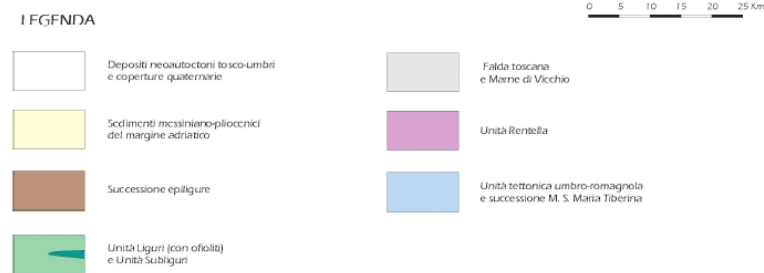 LEGENDA
0 5 10 15 20 25 Km
Depositi neoautoctoni tosco-umbri
e coperture quaternarie
Sedimenti messiniano-pliocenici
del margine adriatico
Successione epiligure
Unità Liguri (con ofioliti)
e Unità Subliguri
Falda toscana
e Marne di Vicchio
Unità Rentella
Unità tettonica umbro-romagnola
e successione M. S. Maria Tiberina